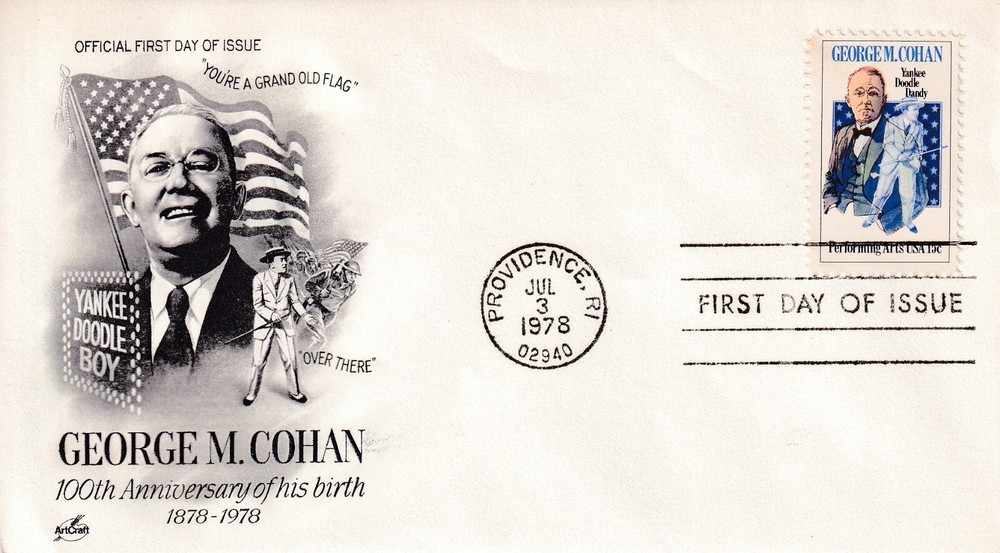 OFFICIAL FIRST DAY OF ISSUE
"YOU'RE A GRAND OLD FLAG"
YANKEE
DOODLE
BOY
"OVER THERE"
GEORGE M. COHAN
100th Anniversary of his birth
1878-1978
ArtCraft
PROVIDENCE, RI
JUL
3
1978
02940
GEORGE M. COHAN
Yankee
Doodle
Dandy
Performing Arts USA 15c
FIRST DAY OF ISSUE